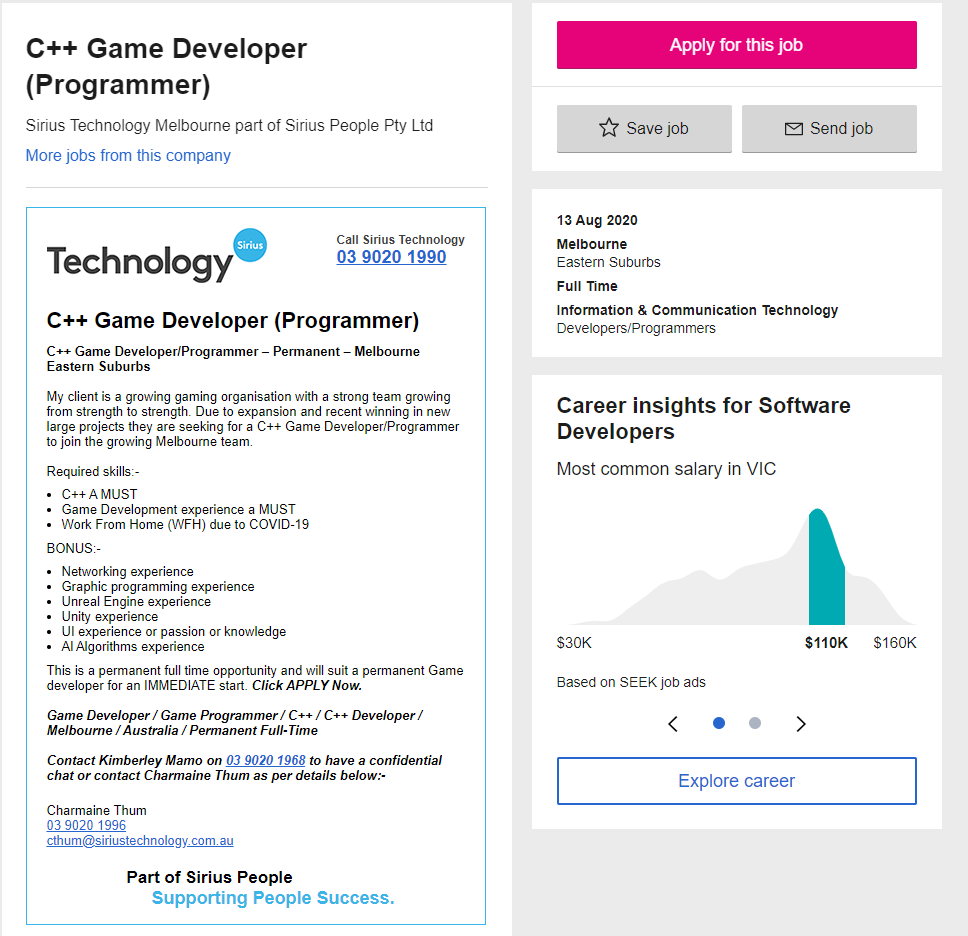 C++ Game Developer
(Programmer)
Sirius Technology Melbourne part of Sirius People Pty Ltd
More jobs from this company
Technology
Sirius
Call Sirius Technology
03 9020 1990
C++ Game Developer (Programmer)
C++ Game Developer/Programmer – Permanent – Melbourne
Eastern Suburbs
My client is a growing gaming organisation with a strong team growing
from strength to strength. Due to expansion and recent winning in new
large projects they are seeking for a C++ Game Developer/Programmer
to join the growing Melbourne team.
Required skills:-
• C++ A MUST
• Game Development experience a MUST
• Work From Home (WFH) due to COVID-19
BONUS:-
• Networking experience
• Graphic programming experience
• Unreal Engine experience
• Unity experience
• UI experience or passion or knowledge
• AI Algorithms experience
This is a permanent full time opportunity and will suit a permanent Game
developer for an IMMEDIATE start. Click APPLY Now.
Game Developer / Game Programmer / C++ / C++ Developer /
Melbourne / Australia / Permanent Full-Time
Contact Kimberley Mamo on 03 9020 1968 to have a confidential
chat or contact Charmaine Thum as per details below:-
Charmaine Thum
03 9020 1996
cthum@siriustechnology.com.au
Part of Sirius People
Supporting People Success.
Apply for this job
Save job
Send job
13 Aug 2020
Melbourne
Eastern Suburbs
Full Time
Information & Communication Technology
Developers/Programmers
Career insights for Software
Developers
Most common salary in VIC
$30K $110K $160K
Based on SEEK job ads
Explore career